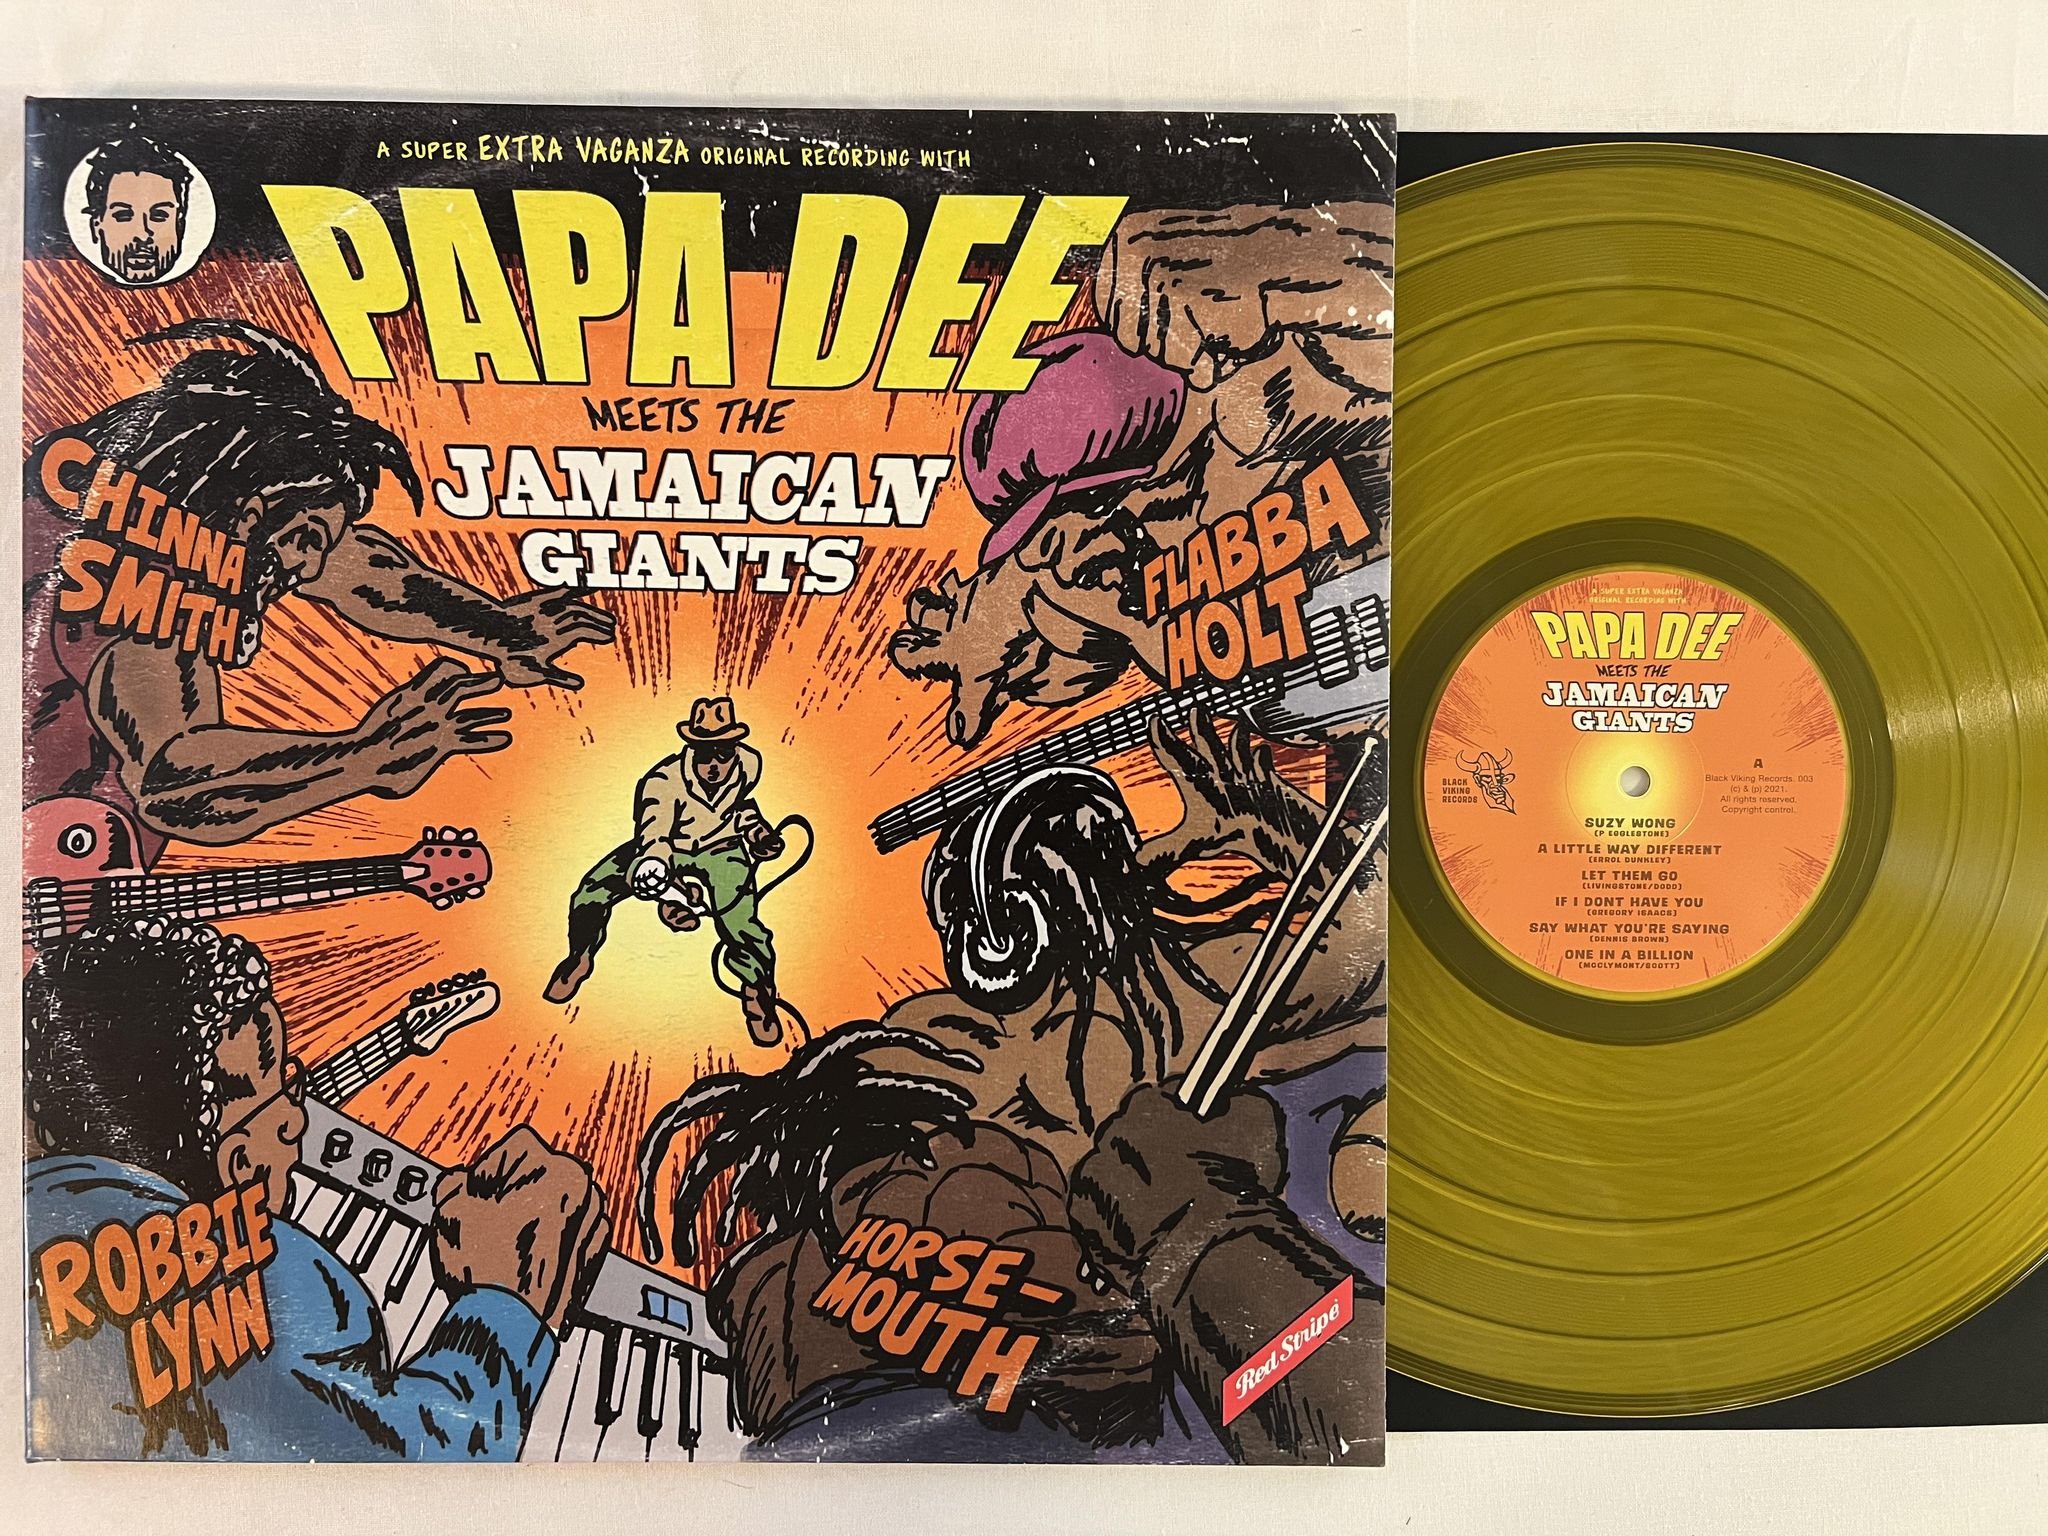 A SUPER EXTRA VAGANZA ORIGINAL RECORDING WITH
PAPA DEE
MEETS THE
JAMAICAN
GIANTS
CHINNA
SMITH
FLABBA
HOLT
ROBBIE
LYNN
HORSE-
MOUTH
Red Stripe
A SUPER EXTRA VAGANZA
ORIGINAL RECORDING WITH
PAPA DEE
MEETS THE
JAMAICAN
GIANTS
BLACK
VIKING
RECORDS
A
Black Viking Records. 003
(c) & (p) 2021.
All rights reserved.
Copyright control.
SUZY WONG
(P EGGLESTONE)
A LITTLE WAY DIFFERENT
(ERROL DUNKLEY)
LET THEM GO
(LIVINGSTONE/DODD)
IF I DONT HAVE YOU
(GREGORY ISAACS)
SAY WHAT YOU'RE SAYING
(DENNIS BROWN)
ONE IN A BILLION
(MCCLYMONT/SCOTT)